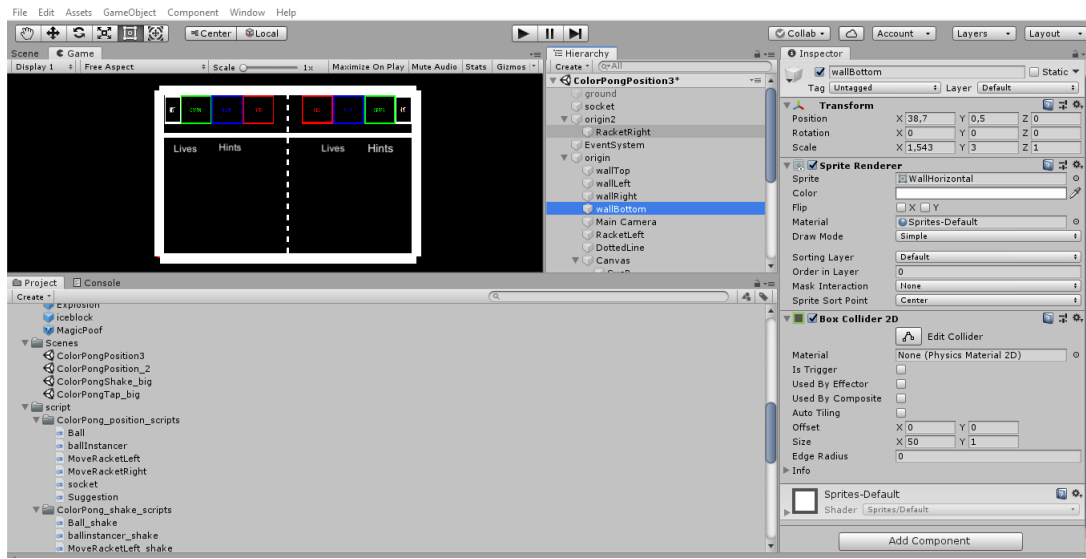 File Edit Assets GameObject Component Window Help
Center Local Collab Account Layers Layout
Scene Game
Display 1 Free Aspect Scale 1x Maximize On Play Mute Audio Stats Gizmos
Lives Hints Lives Hints
Hierarchy
Create All
ColorPongPosition3*
ground
socket
origin2
RacketRight
EventSystem
origin
wallTop
wallLeft
wallRight
wallBottom
Main Camera
RacketLeft
DottedLine
Canvas
Project Console
Create
Explosion
iceblock
MagicPoof
Scenes
ColorPongPosition3
ColorPongPosition_2
ColorPongShake_big
ColorPongTap_big
script
ColorPong_position_scripts
Ball
ballInstancer
MoveRacketLeft
MoveRacketRight
socket
Suggestion
ColorPong_shake_scripts
Ball_shake
ballinstancer_shake
MoveRacketLeft shake
Inspector
wallBottom Static
Tag Untagged Layer Default
Transform
Position X 38,7 Y 0,5 Z 0
Rotation X 0 Y 0 Z 0
Scale X 1,543 Y 3 Z 1
Sprite Renderer
Sprite WallHorizontal
Color
Flip X Y
Material Sprites-Default
Draw Mode Simple
Sorting Layer Default
Order in Layer 0
Mask Interaction None
Sprite Sort Point Center
Box Collider 2D
Edit Collider
Material None (Physics Material 2D)
Is Trigger
Used By Effector
Used By Composite
Auto Tiling
Offset X 0 Y 0
Size X 50 Y 1
Edge Radius 0
Info
Sprites-Default
Shader Sprites/Default
Add Component